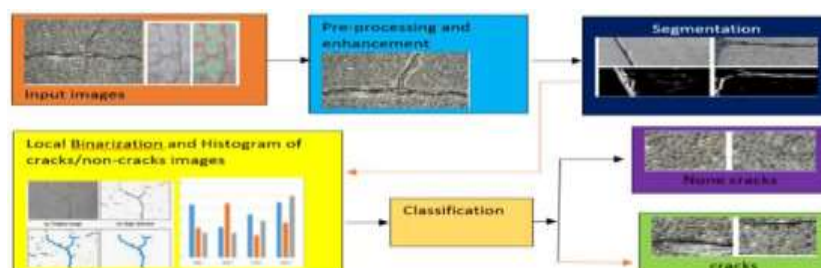 Pre-processing and
enhancement
Segmentation
Input images
Local Binarization and Histogram of
cracks/non-cracks images
Classification
None cracks
cracks